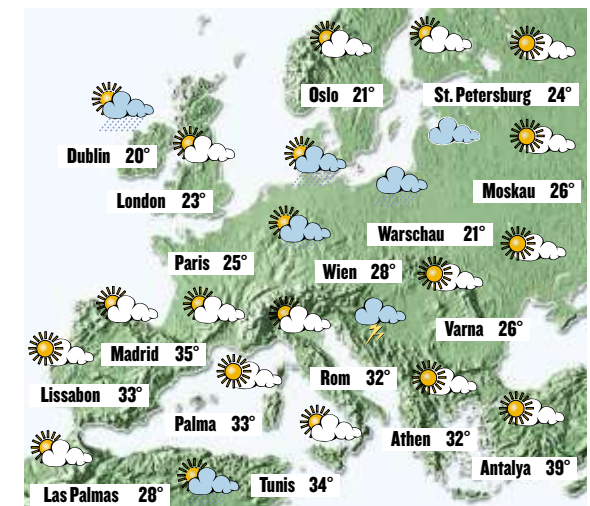 Oslo 21°
St. Petersburg 24°
Dublin 20°
London 23°
Moskau 26°
Warschau 21°
Paris 25°
Wien 28°
Varna 26°
Madrid 35°
Rom 32°
Lissabon 33°
Palma 33°
Athen 32°
Antalya 39°
Tunis 34°
Las Palmas 28°